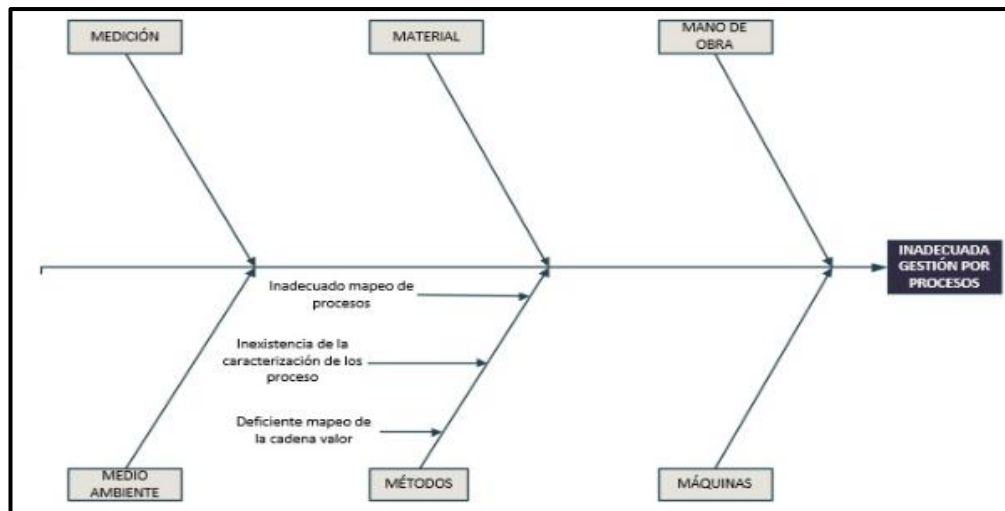 MEDICIÓN
MATERIAL
MANO DE
OBRA
INADECUADA
GESTIÓN POR
PROCESOS
Inadecuado mapeo de
procesos
Inexistencia de la
caracterización de los
proceso
Deficiente mapeo de
la cadena valor
MEDIO
AMBIENTE
MÉTODOS
MÁQUINAS